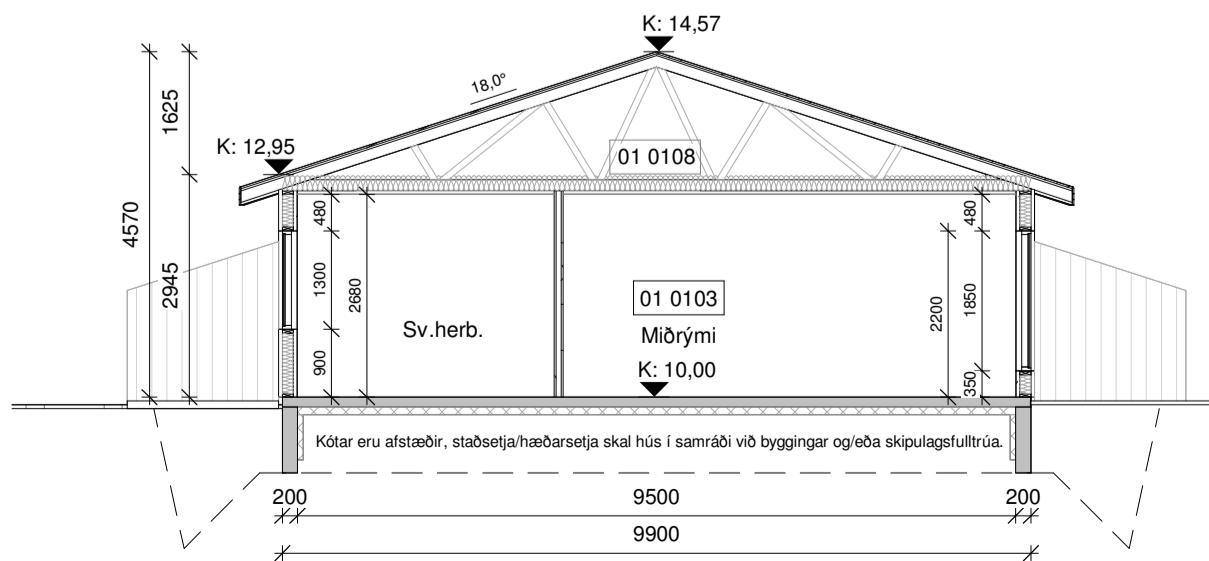 K: 14,57
18,0°
1625
K: 12,95
01 0108
4570
480
480
2945
1300
2680
01 0103
2200
1850
Sv.herb.
Miðrými
900
K: 10,00
350
Kótar eru afstæðir, staðsetja/hæðarsetja skal hús í samráði við byggingar og/eða skipulagsfulltrúa.
200 9500 200
9900